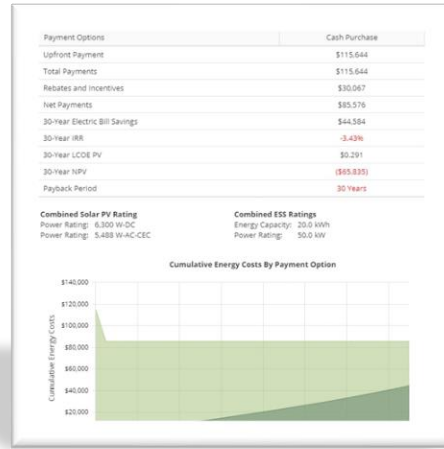 Payment Options Cash Purchase
Upfront Payment $115,644
Total Payments $115,644
Rebates and Incentives $30,067
Net Payments $85,576
30-Year Electric Bill Savings $44,584
30-Year IRR -3.43%
30-Year LCOE PV $0.291
30-Year NPV ($65,835)
Payback Period 30 Years
Combined Solar PV Rating
Power Rating: 6,300 W-DC
Power Rating: 5,488 W-AC-CEC
Combined ESS Ratings
Energy Capacity: 20.0 kWh
Power Rating: 50.0 kW
Cumulative Energy Costs By Payment Option
Cumulative Energy Costs
$140,000
$120,000
$100,000
$80,000
$60,000
$40,000
$20,000